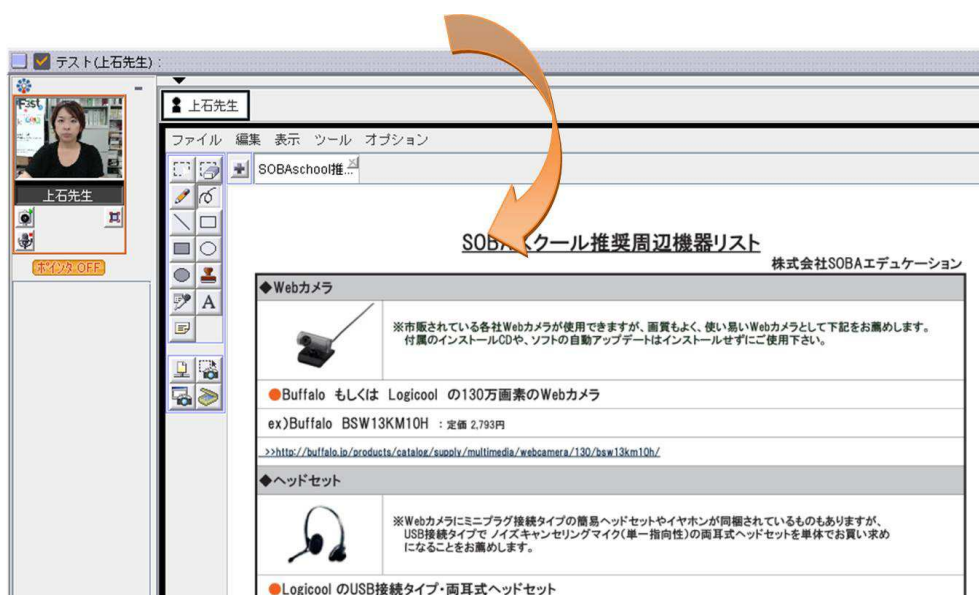 テスト(上石先生) :
上石先生
ファイル 編集 表示 ツール オプション
SOBAschool推...
上石先生
ポインタ OFF
A
SOBAスクール推奨周辺機器リスト
株式会社SOBAエデュケーション
◆Webカメラ
※市販されている各社Webカメラが使用できますが、画質もよく、使い易いWebカメラとして下記をお薦めします。
付属のインストールCDや、ソフトの自動アップデートはインストールせずにご使用下さい。
●Buffalo もしくは Logicool の130万画素のWebカメラ
ex)Buffalo BSW13KM10H : 定価 2,793円
>>http://buffalo.jp/products/catalog/supply/multimedia/webcamera/130/bsw13km10h/
◆ヘッドセット
※Webカメラにミニプラグ接続タイプの簡易ヘッドセットやイヤホンが同梱されているものもありますが、
USB接続タイプで ノイズキャンセリングマイク(単一指向性)の両耳式ヘッドセットを単体でお買い求め
になることをお薦めします。
●Logicool のUSB接続タイプ・両耳式ヘッドセット